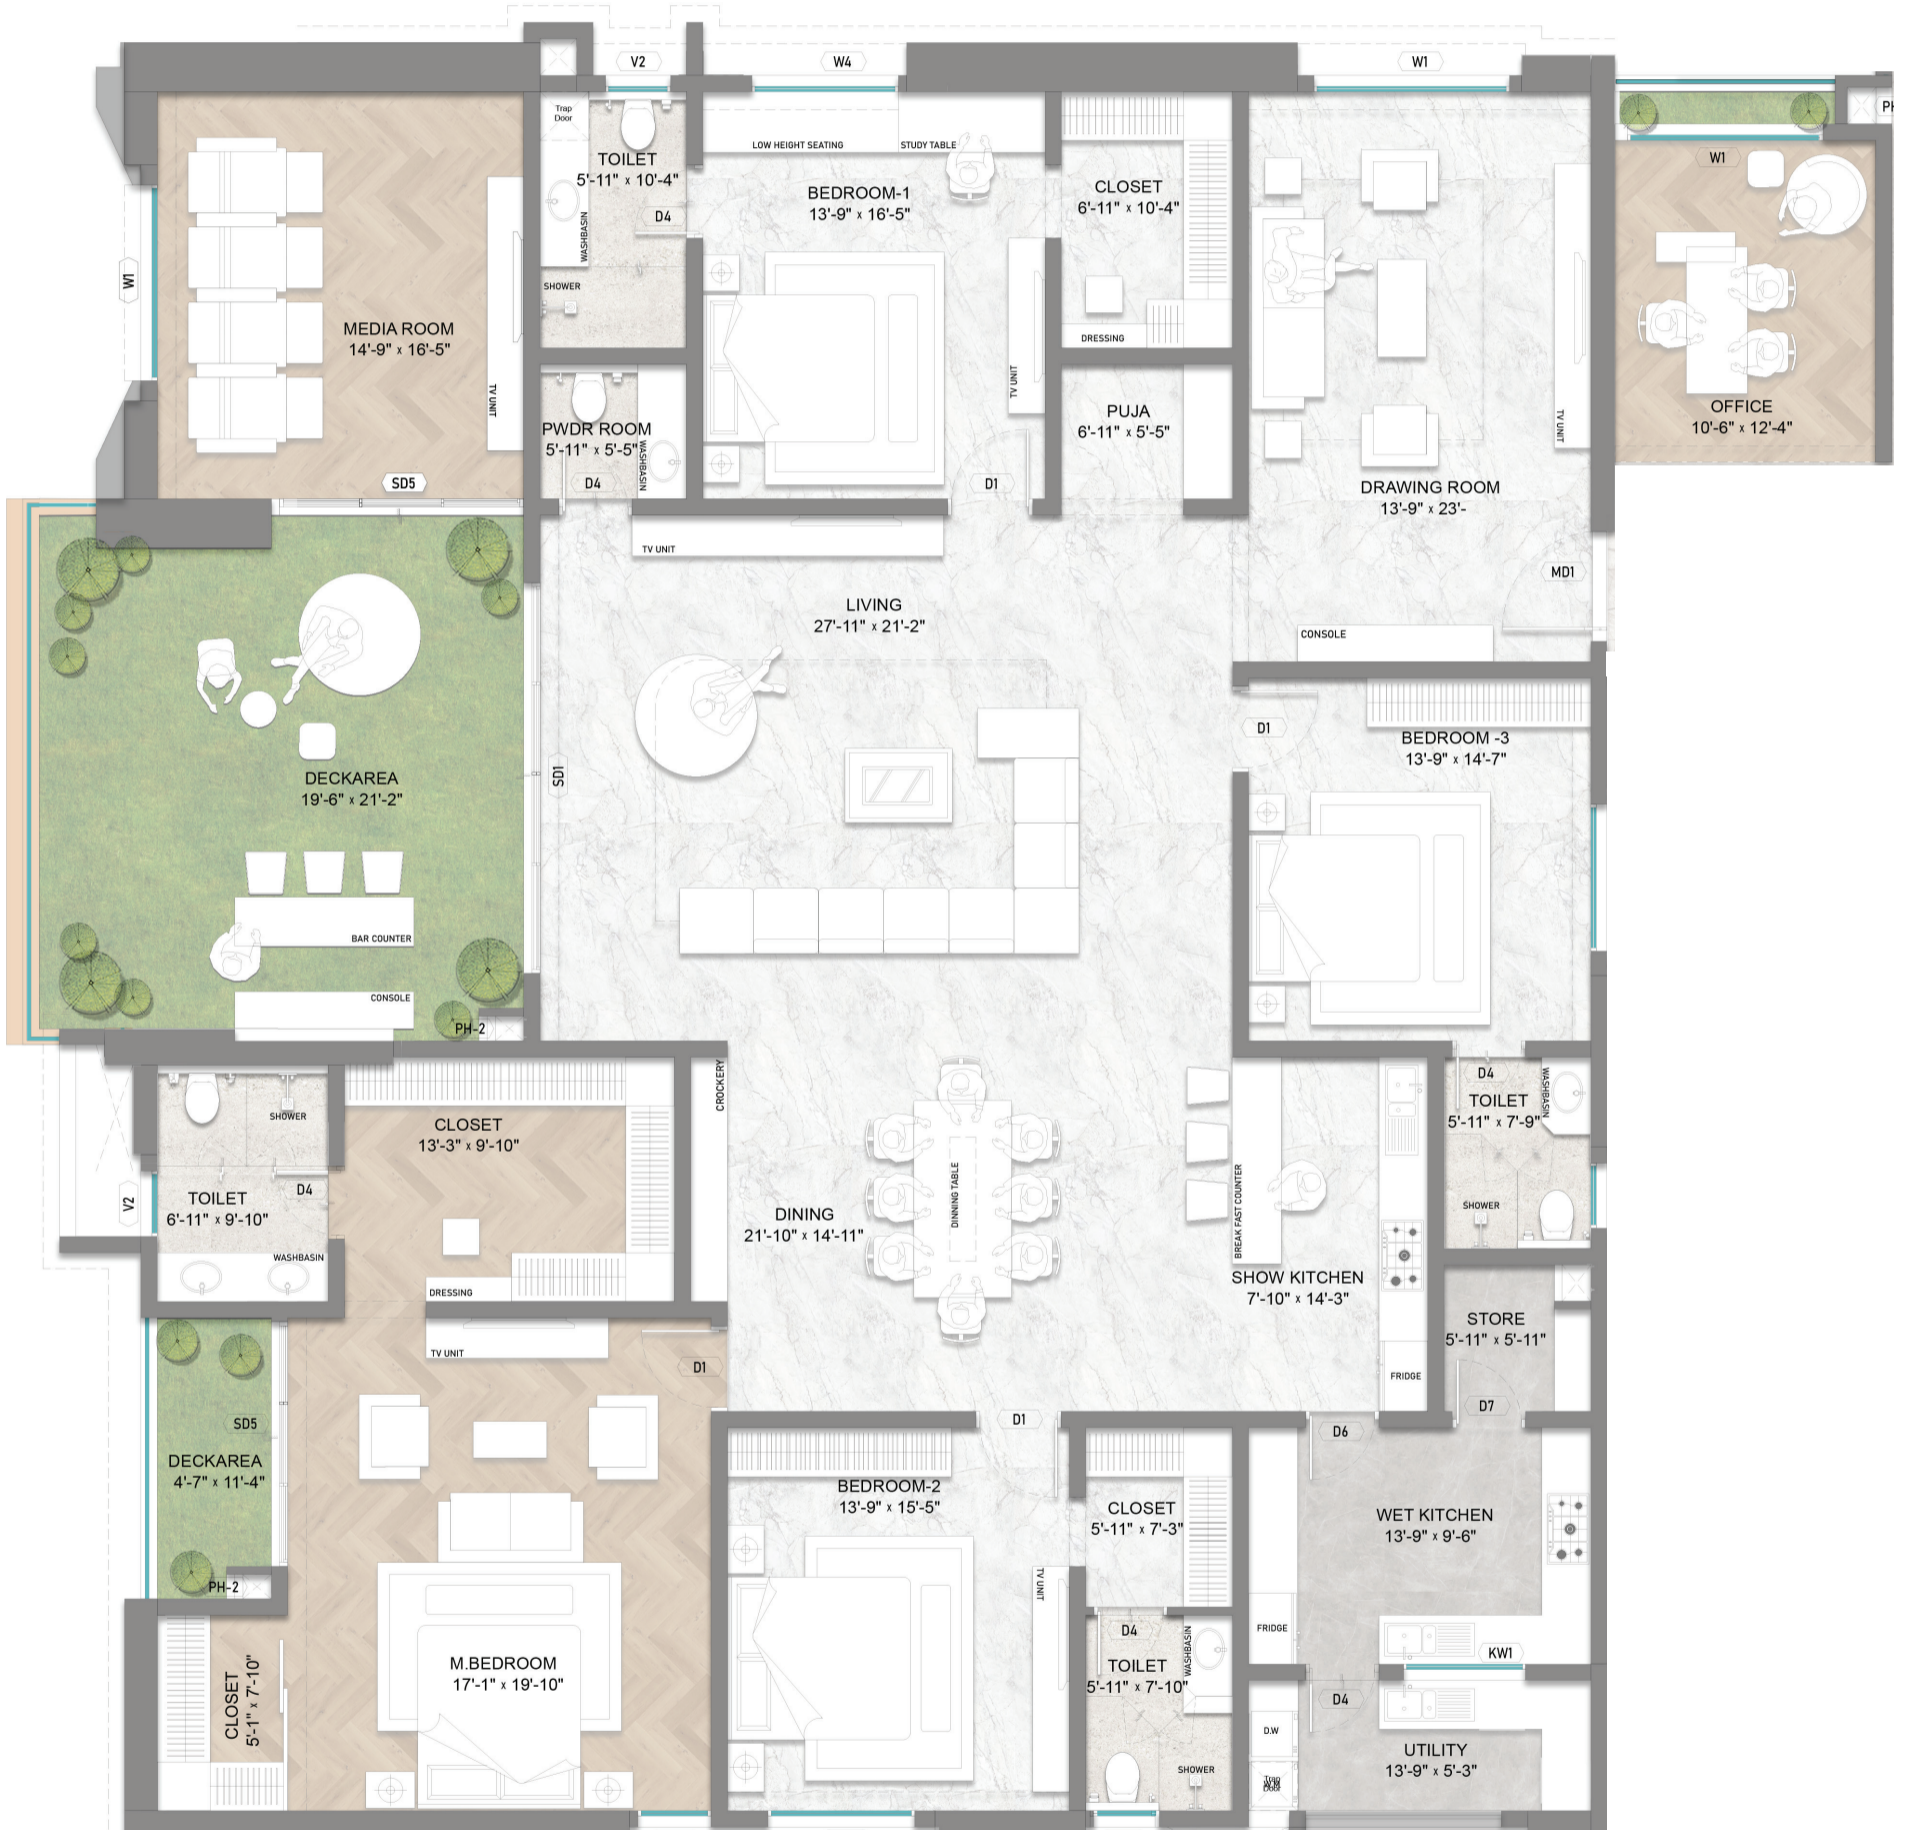 V2
W4
W1
PH
Trap
Door
TOILET
5'-11" x 10'-4"
WASHBASIN
D4
SHOWER
LOW HEIGHT SEATING
STUDY TABLE
BEDROOM-1
13'-9" x 16'-5"
TV UNIT
D1
CLOSET
6'-11" x 10'-4"
DRESSING
W1
OFFICE
10'-6" x 12'-4"
W1
MEDIA ROOM
14'-9" x 16'-5"
TV UNIT
SD5
PWDR ROOM
5'-11" x 5'-5"
WASHBASIN
D4
PUJA
6'-11" x 5'-5"
TV UNIT
DRAWING ROOM
13'-9" x 23'-
MD1
CONSOLE
TV UNIT
LIVING
27'-11" x 21'-2"
SD1
DECKAREA
19'-6" x 21'-2"
BAR COUNTER
CONSOLE
PH-2
D1
BEDROOM -3
13'-9" x 14'-7"
D4
WASHBASIN
TOILET
5'-11" x 7'-9"
SHOWER
SHOWER
TOILET
6'-11" x 9'-10"
D4
V2
WASHBASIN
CLOSET
13'-3" x 9'-10"
DRESSING
CROCKERY
DINING
21'-10" x 14'-11"
DINNING TABLE
BREAK FAST COUNTER
SHOW KITCHEN
7'-10" x 14'-3"
FRIDGE
STORE
5'-11" x 5'-11"
D7
TV UNIT
D1
SD5
DECKAREA
4'-7" x 11'-4"
PH-2
CLOSET
5'-1" x 7'-10"
M.BEDROOM
17'-1" x 19'-10"
D1
BEDROOM-2
13'-9" x 15'-5"
TV UNIT
CLOSET
5'-11" x 7'-3"
D4
WASHBASIN
TOILET
5'-11" x 7'-10"
SHOWER
D6
WET KITCHEN
13'-9" x 9'-6"
FRIDGE
KW1
D4
D.W
Trap
Door
UTILITY
13'-9" x 5'-3"